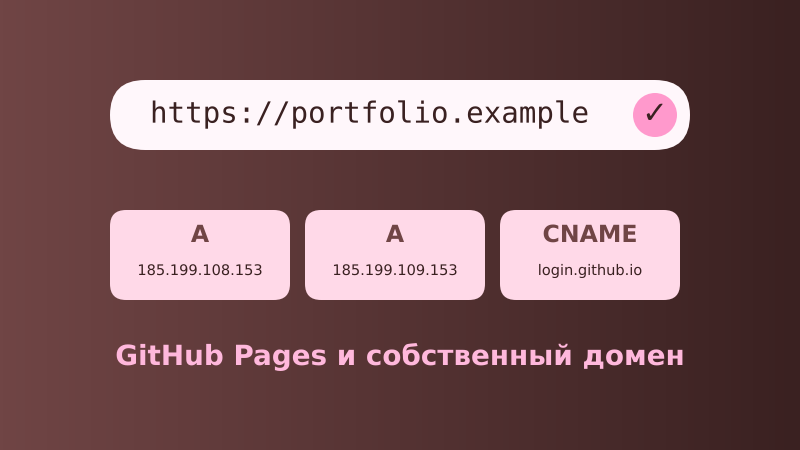 https://portfolio.example ✓
A A CNAME
185.199.108.153 185.199.109.153 login.github.io
GitHub Pages и собственный домен